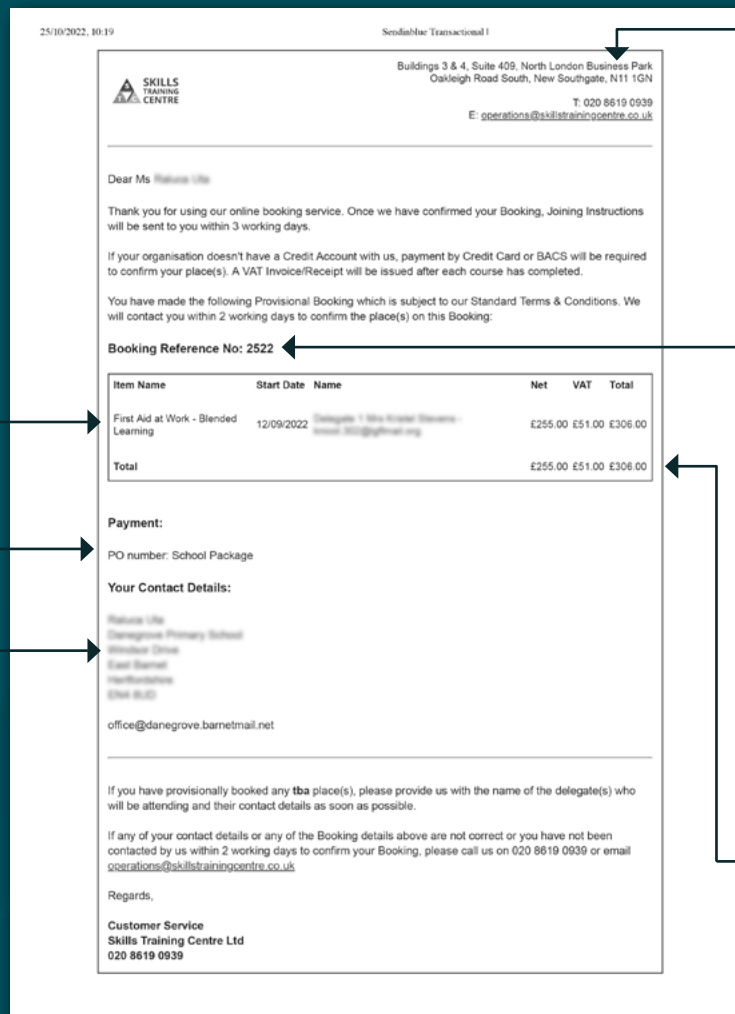 25/10/2022, 10:19
Sendinblue Transactional |
SKILLS
TRAINING
CENTRE
Buildings 3 & 4, Suite 409, North London Business Park
Oakleigh Road South, New Southgate, N11 1GN
T: 020 8619 0939
E: operations@skillstrainingcentre.co.uk
Dear Ms
Thank you for using our online booking service. Once we have confirmed your Booking, Joining Instructions
will be sent to you within 3 working days.
If your organisation doesn't have a Credit Account with us, payment by Credit Card or BACS will be required
to confirm your place(s). A VAT Invoice/Receipt will be issued after each course has completed.
You have made the following Provisional Booking which is subject to our Standard Terms & Conditions. We
will contact you within 2 working days to confirm the place(s) on this Booking:
Booking Reference No: 2522
Item Name Start Date Name Net VAT Total
First Aid at Work - Blended
Learning
12/09/2022 £255.00 £51.00 £306.00
Total £255.00 £51.00 £306.00
Payment:
PO number: School Package
Your Contact Details:
office@danegrove.barnetmail.net
If you have provisionally booked any tba place(s), please provide us with the name of the delegate(s) who
will be attending and their contact details as soon as possible.
If any of your contact details or any of the Booking details above are not correct or you have not been
contacted by us within 2 working days to confirm your Booking, please call us on 020 8619 0939 or email
operations@skillstrainingcentre.co.uk
Regards,
Customer Service
Skills Training Centre Ltd
020 8619 0939